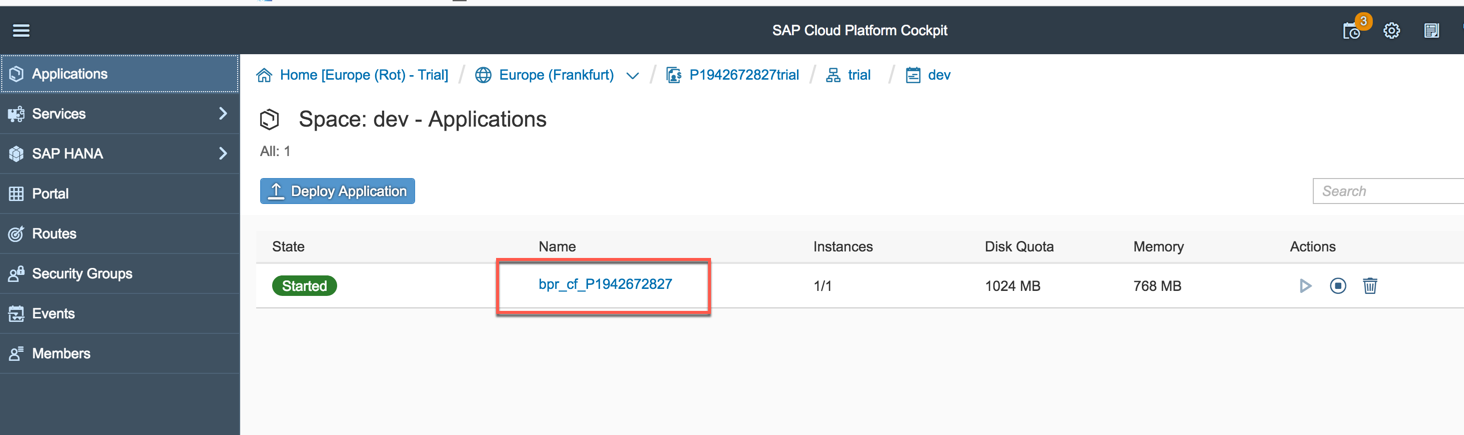 SAP Cloud Platform Cockpit
3
Applications
Services
SAP HANA
Portal
Routes
Security Groups
Events
Members
Home [Europe (Rot) - Trial] / Europe (Frankfurt) / P1942672827trial / trial / dev
Space: dev - Applications
All: 1
Deploy Application
Search
State Name Instances Disk Quota Memory Actions
Started bpr_cf_P1942672827 1/1 1024 MB 768 MB